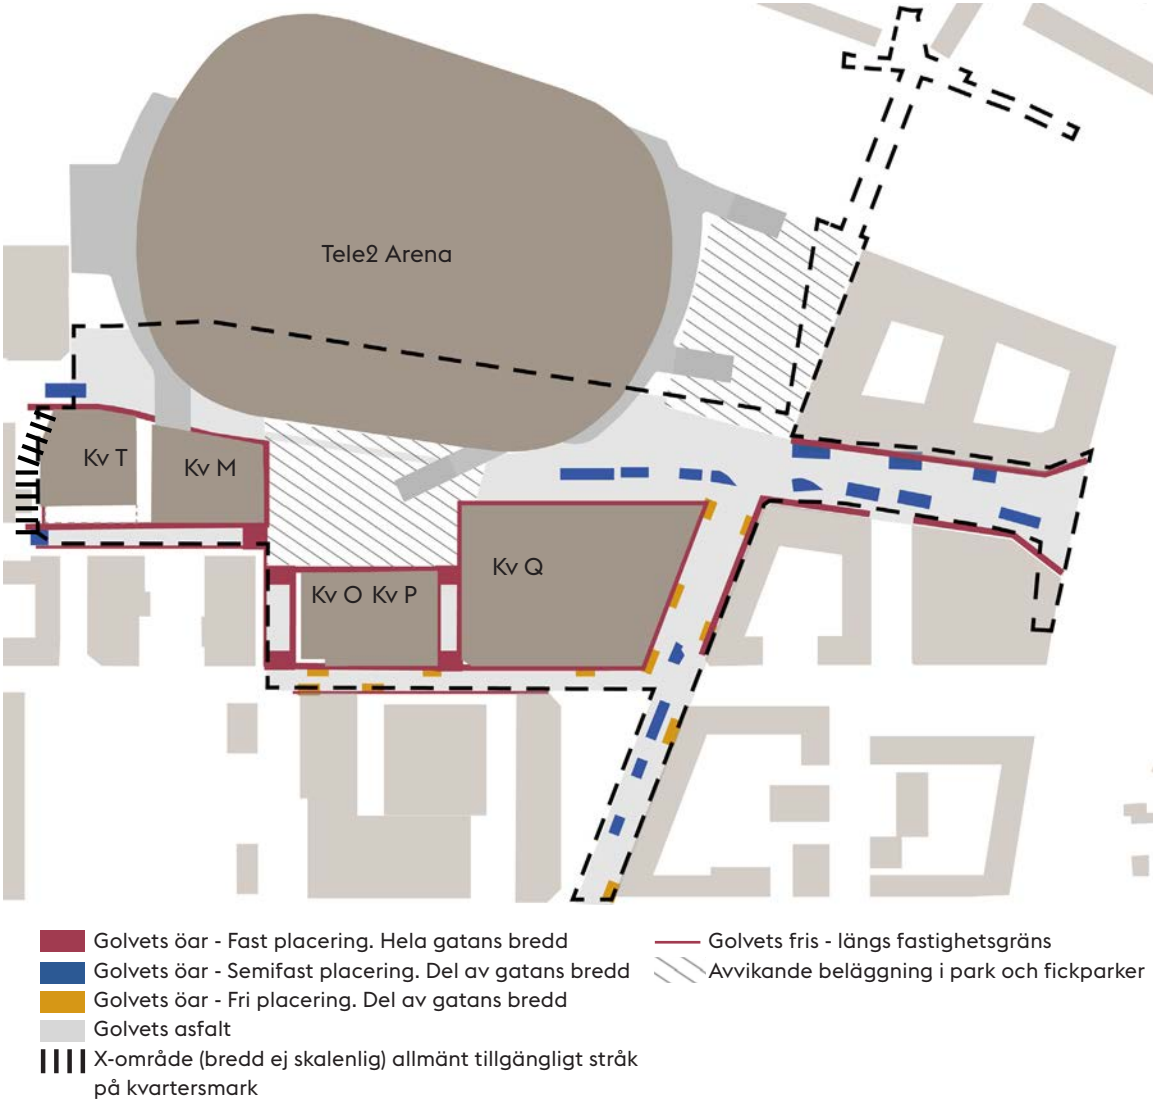 Tele2 Arena
Kv T
Kv M
Kv Q
Kv O Kv P
Golvets öar - Fast placering. Hela gatans bredd
Golvets öar - Semifast placering. Del av gatans bredd
Golvets öar - Fri placering. Del av gatans bredd
Golvets asfalt
X-område (bredd ej skalenlig) allmänt tillgängligt stråk
på kvartersmark
Golvets fris - längs fastighetsgräns
Avvikande beläggning i park och fickparker